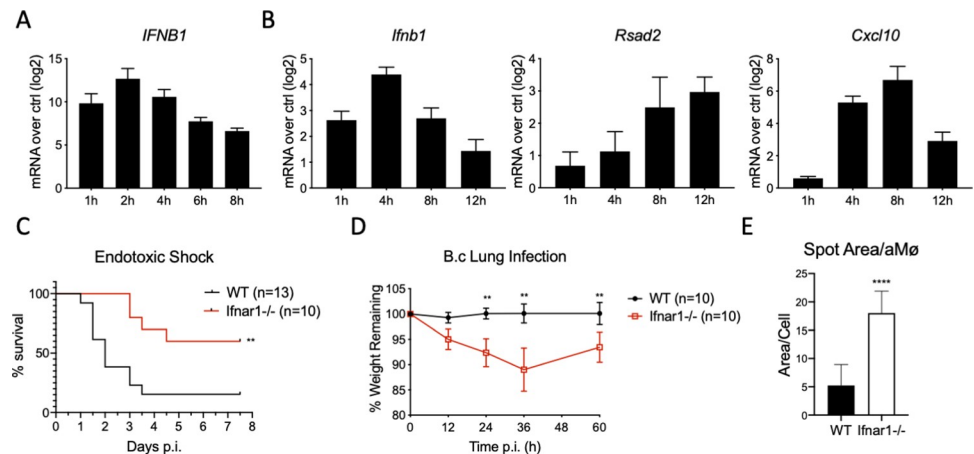 A
IFNB1
mRNA over ctrl (log2)
15
10
5
0
1h 2h 4h 6h 8h
B
Ifnb1
mRNA over ctrl (log2)
5
4
3
2
1
0
1h 4h 8h 12h
Rsad2
mRNA over ctrl (log2)
4
3
2
1
0
1h 4h 8h 12h
Cxcl10
mRNA over ctrl (log2)
8
6
4
2
0
1h 4h 8h 12h
C
Endotoxic Shock
% survival
100
50
0
WT (n=13)
Ifnar1-/- (n=10)
**
0 1 2 3 4 5 6 7 8
Days p.i.
D
B.c Lung Infection
% Weight Remaining
105
100
95
90
85
80
** ** **
WT (n=10)
Ifnar1-/- (n=10)
0 12 24 36 48 60
Time p.i. (h)
E
Spot Area/aMø
Area/Cell
25
20
15
10
5
0
****
WT Ifnar1-/-